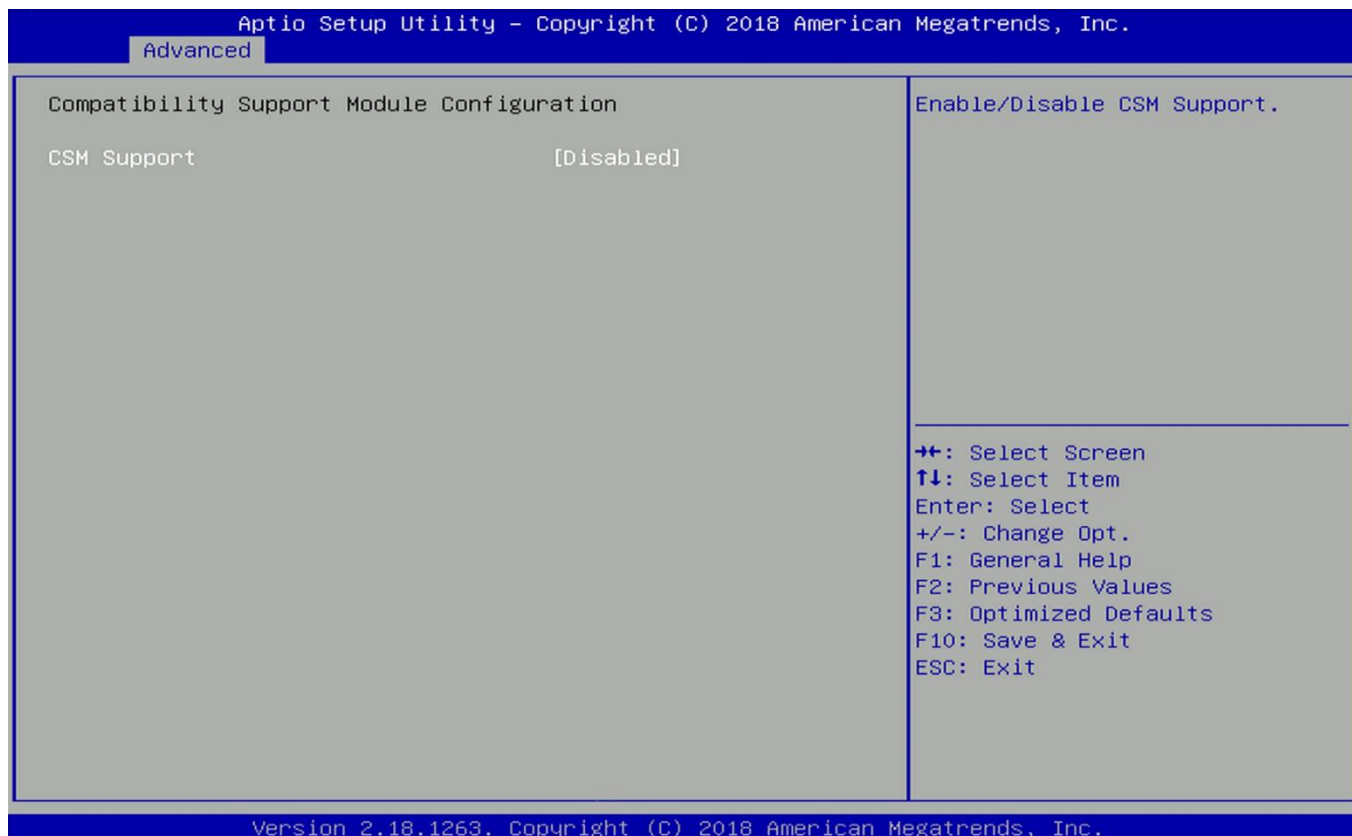 Aptio Setup Utility – Copyright (C) 2018 American Megatrends, Inc.
Advanced
Compatibility Support Module Configuration
CSM Support [Disabled]
Enable/Disable CSM Support.
→←: Select Screen
↑↓: Select Item
Enter: Select
+/-: Change Opt.
F1: General Help
F2: Previous Values
F3: Optimized Defaults
F10: Save & Exit
ESC: Exit
Version 2.18.1263. Copyright (C) 2018 American Megatrends, Inc.